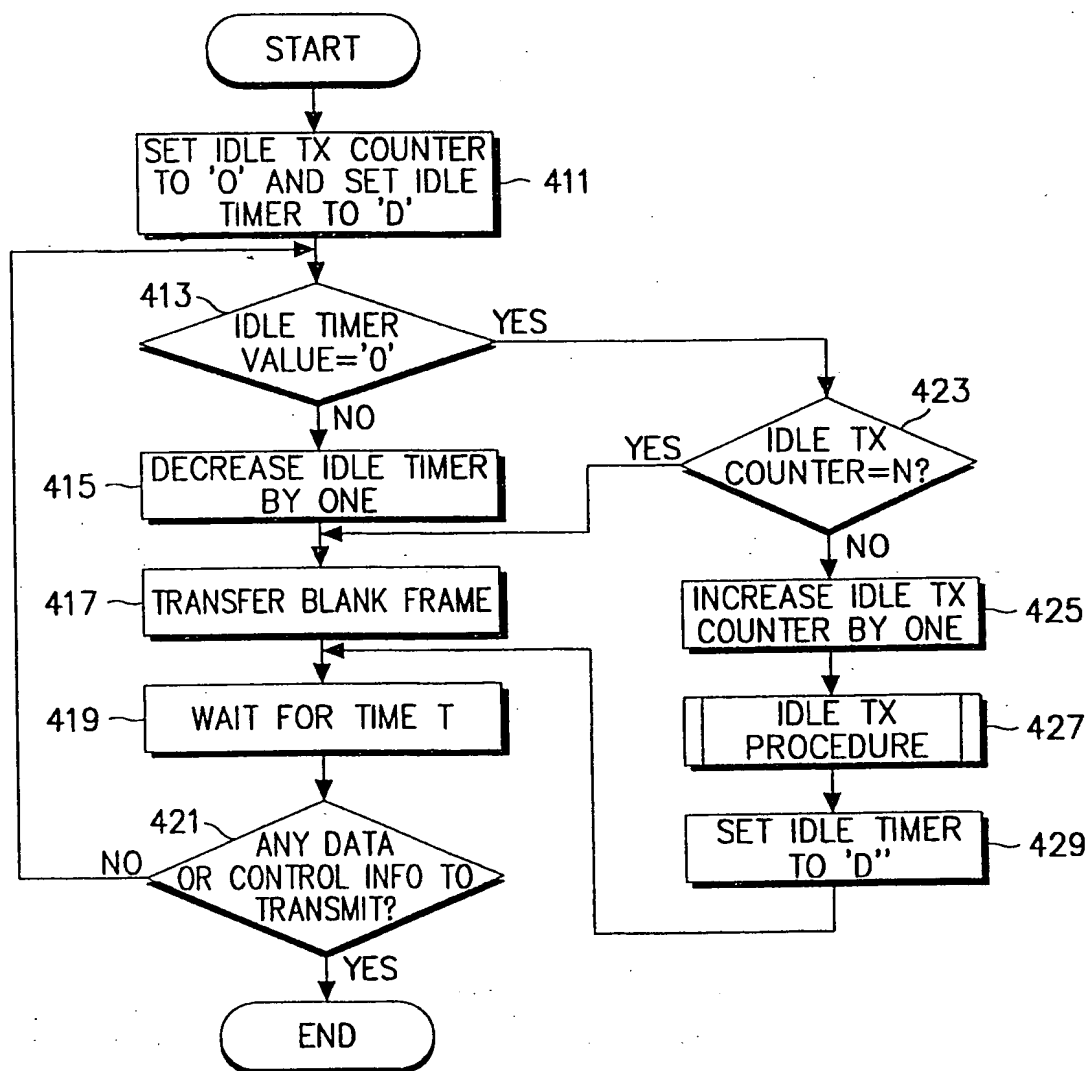 START
SET IDLE TX COUNTER
TO '0' AND SET IDLE
TIMER TO 'D'
411
413
IDLE TIMER
VALUE='0'
YES
NO
423
IDLE TX
COUNTER=N?
YES
NO
415
DECREASE IDLE TIMER
BY ONE
417
TRANSFER BLANK FRAME
INCREASE IDLE TX
COUNTER BY ONE
425
419
WAIT FOR TIME T
IDLE TX
PROCEDURE
427
421
ANY DATA
OR CONTROL INFO TO
TRANSMIT?
NO
YES
SET IDLE TIMER
TO 'D''
429
END